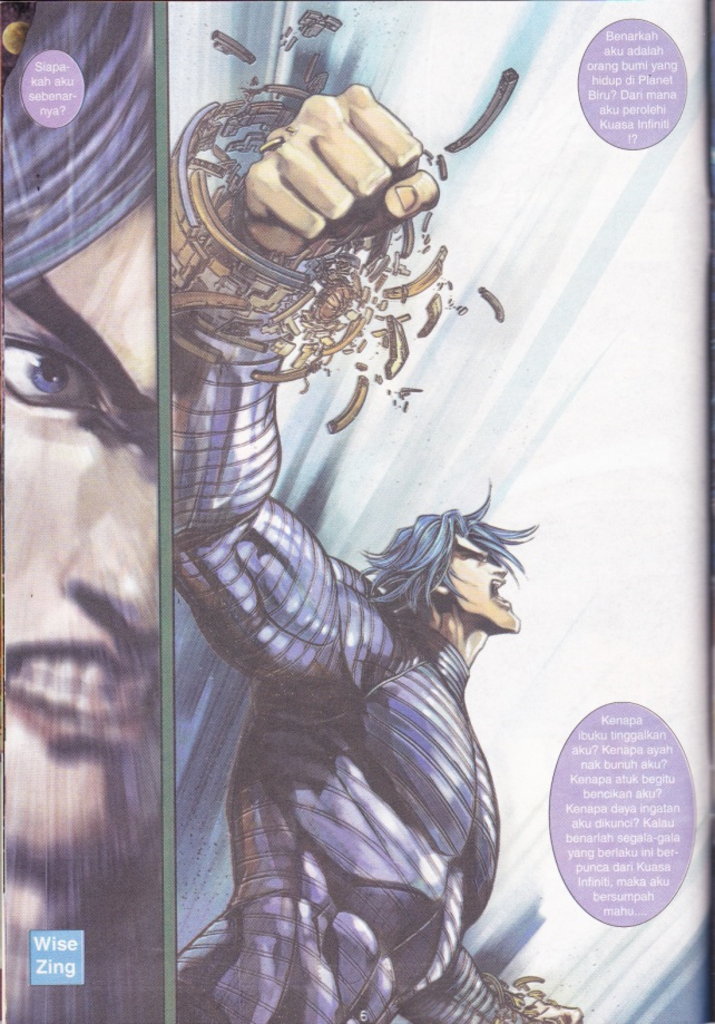 Siapa-
kah aku
sebenar-
nya?
Benarkah
aku adalah
orang bumi yang
hidup di Planet
Biru? Dari mana
aku perolehi
Kuasa Infiniti
!?
Kenapa
ibuku tinggalkan
aku? Kenapa ayah
nak bunuh aku?
Kenapa atuk begitu
bencikan aku?
Kenapa daya ingatan
aku dikunci? Kalau
benarlah segala-gala
yang berlaku ini ber-
punca dari Kuasa
Infiniti, maka aku
bersumpah
mahu....
Wise
Zing
6